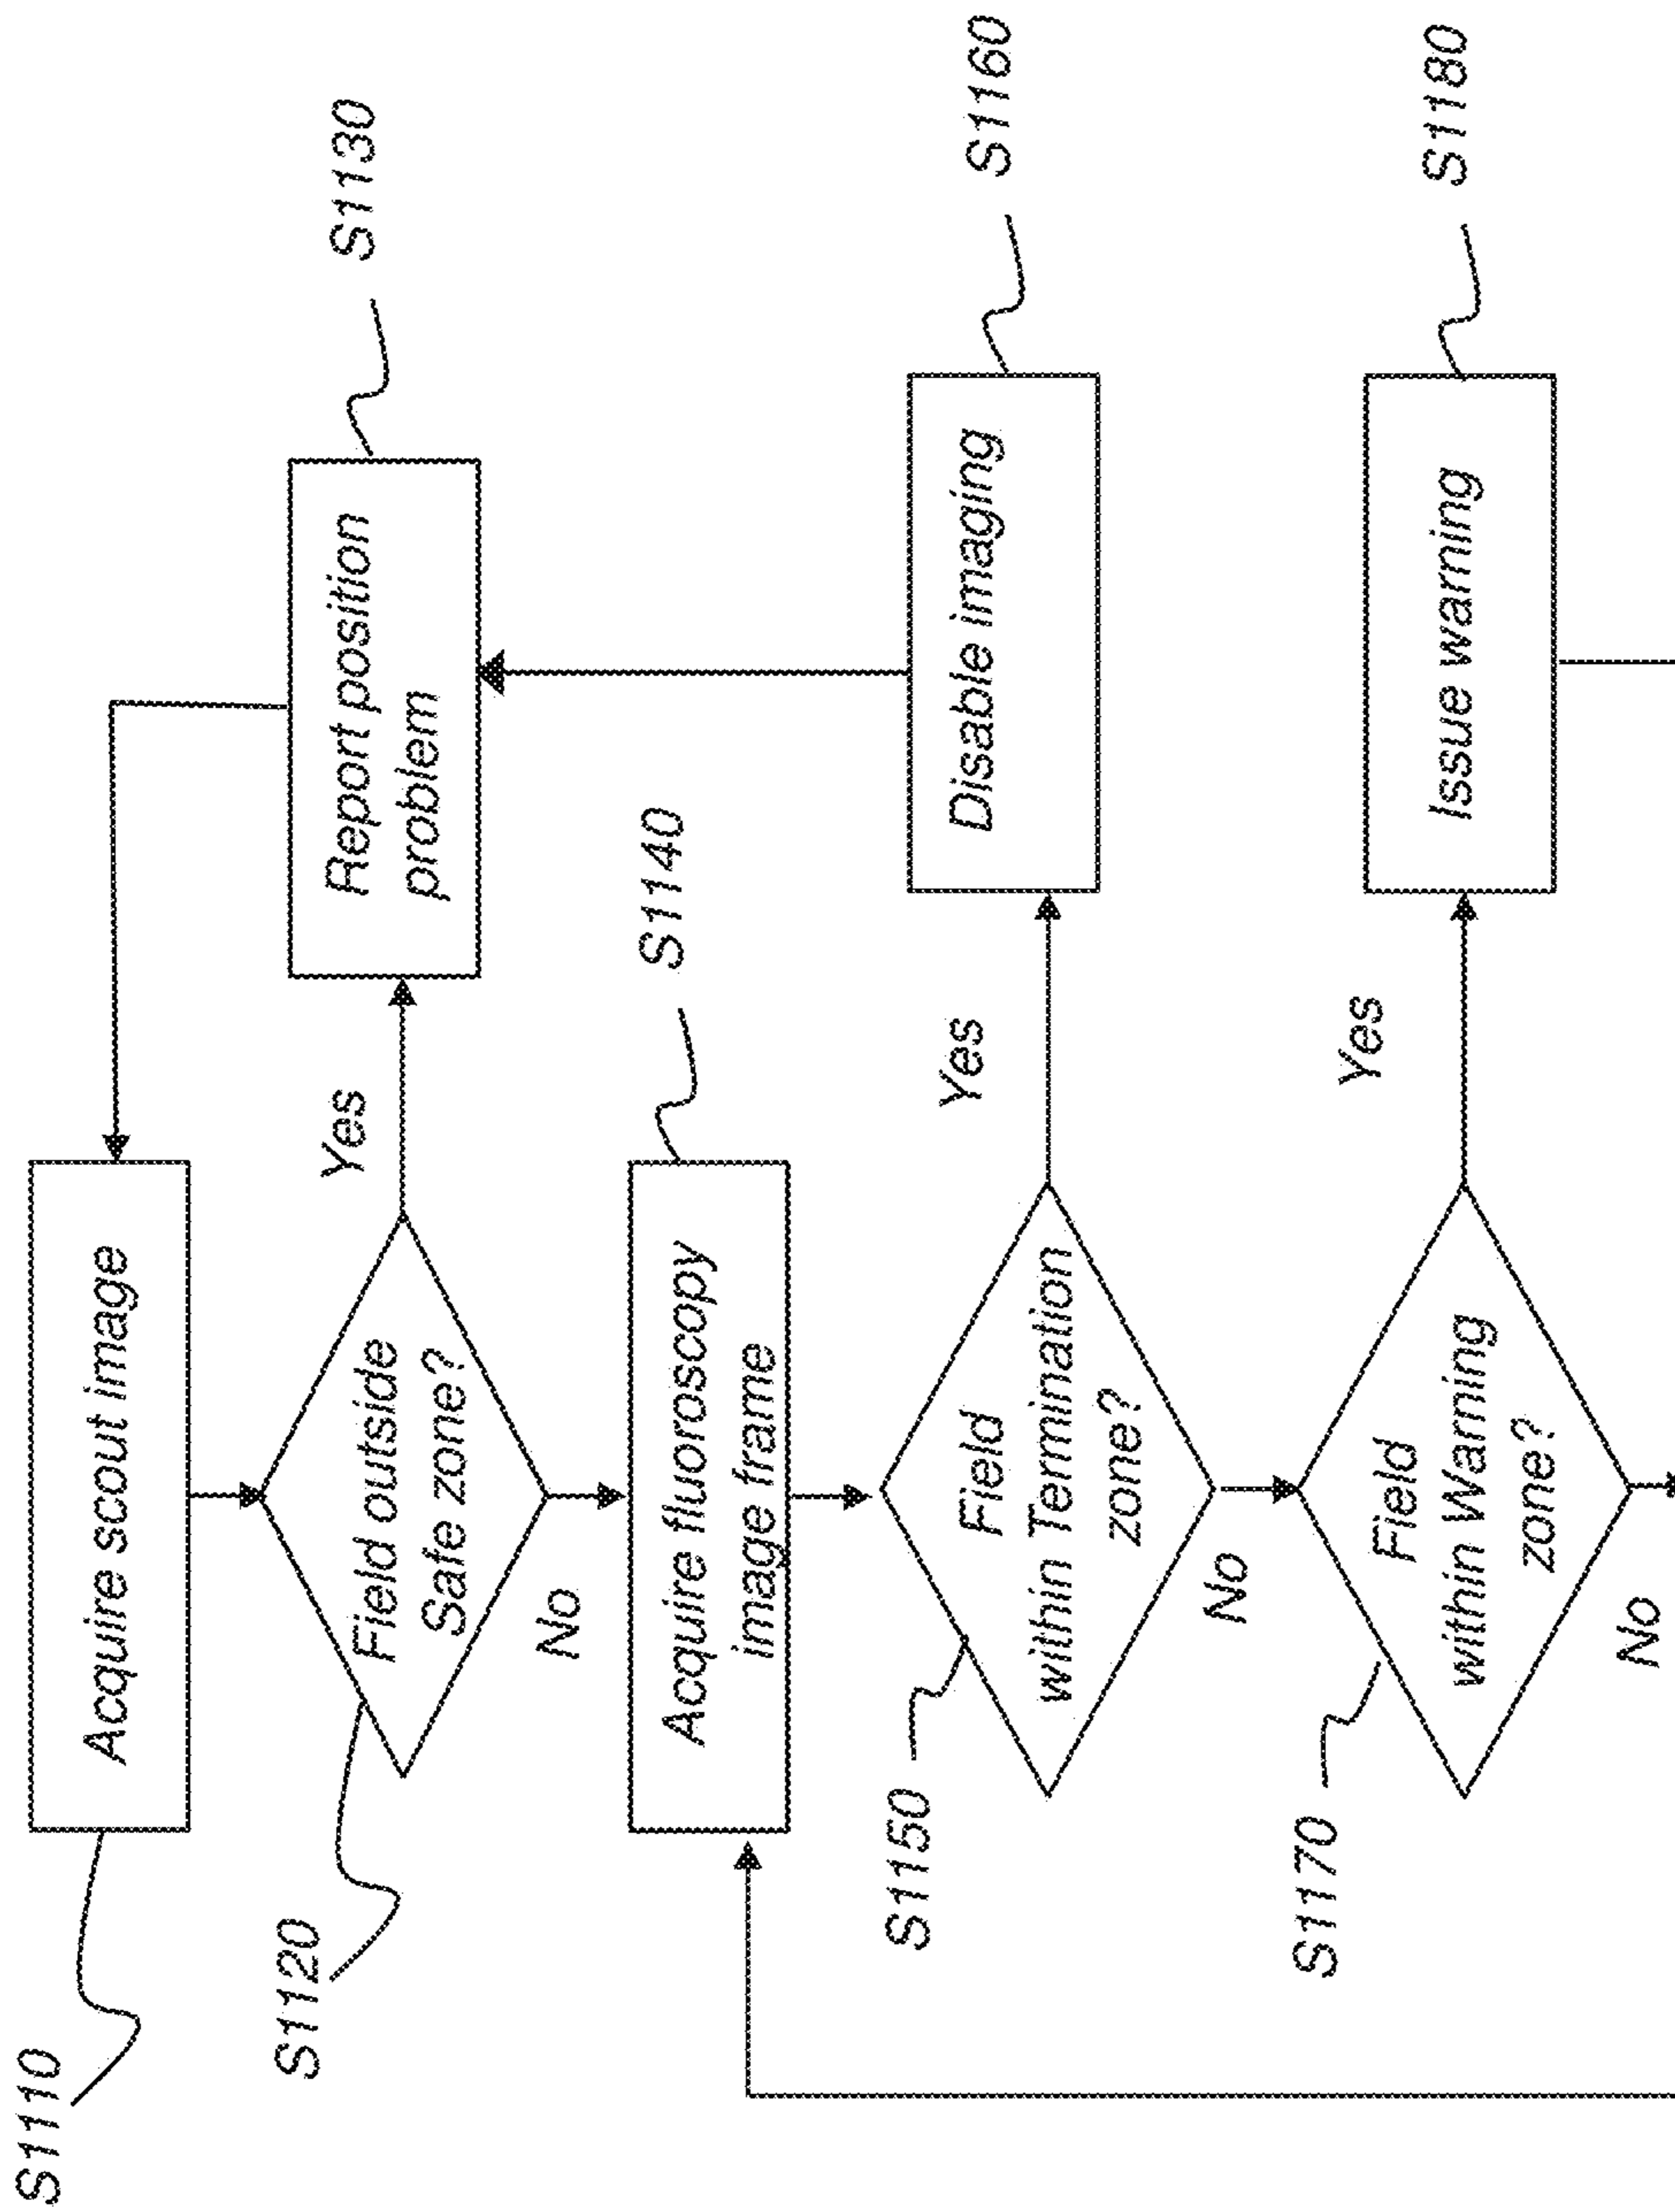 S1110
Acquire scout image
S1120
Field outside
Safe zone?
Yes
No
Report position
problem
S1130
Acquire fluoroscopy
image frame
S1140
S1150
Field
within Termination
zone?
Yes
No
Disable imaging
S1160
S1170
Field
within Warning
zone?
Yes
No
Issue warning
S1180